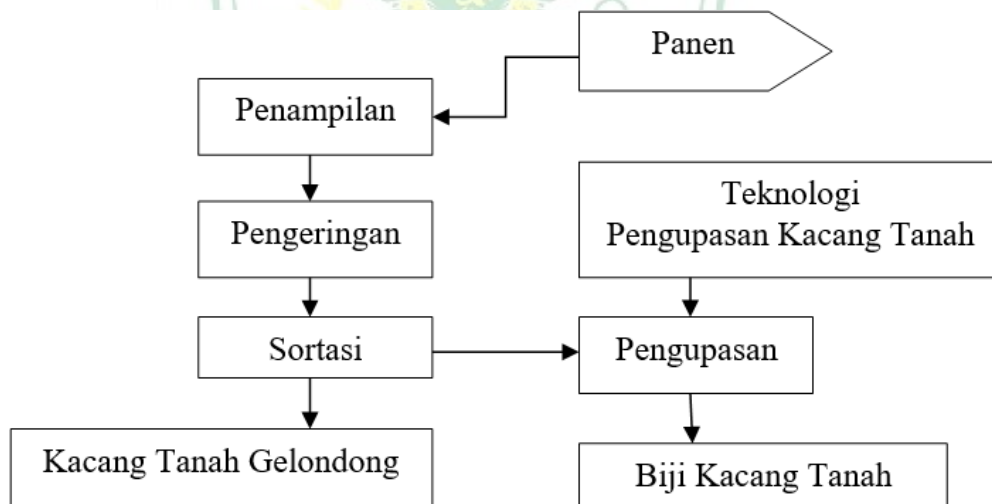 Panen
Penampilan
Pengeringan
Teknologi
Pengupasan Kacang Tanah
Sortasi
Pengupasan
Kacang Tanah Gelondong
Biji Kacang Tanah